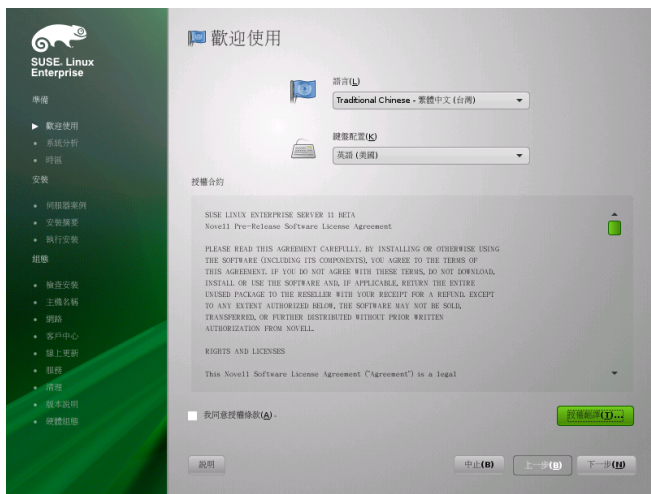 SUSE. Linux
Enterprise
準備
歡迎使用
系統分析
時區
安裝
伺服器案例
安裝摘要
執行安裝
組態
檢查安裝
主機名稱
網路
客戶中心
線上更新
服務
清理
版本說明
硬體組態
歡迎使用
語言(L)
Traditional Chinese - 繁體中文 (台灣)
鍵盤配置(K)
英語 (美國)
授權合約
SUSE LINUX ENTERPRISE SERVER 11 BETA
Novell Pre-Release Software License Agreement
PLEASE READ THIS AGREEMENT CAREFULLY. BY INSTALLING OR OTHERWISE USING
THE SOFTWARE (INCLUDING ITS COMPONENTS), YOU AGREE TO THE TERMS OF
THIS AGREEMENT. IF YOU DO NOT AGREE WITH THESE TERMS, DO NOT DOWNLOAD,
INSTALL OR USE THE SOFTWARE AND, IF APPLICABLE, RETURN THE ENTIRE
UNUSED PACKAGE TO THE RESELLER WITH YOUR RECEIPT FOR A REFUND. EXCEPT
TO ANY EXTENT AUTHORIZED BELOW, THE SOFTWARE MAY NOT BE SOLD,
TRANSFERRED, OR FURTHER DISTRIBUTED WITHOUT PRIOR WRITTEN
AUTHORIZATION FROM NOVELL.
RIGHTS AND LICENSES
This Novell Software License Agreement ("Agreement") is a legal
我同意授權條款(A)。
授權翻譯(T)...
說明
中止(R)
上一步(B)
下一步(N)